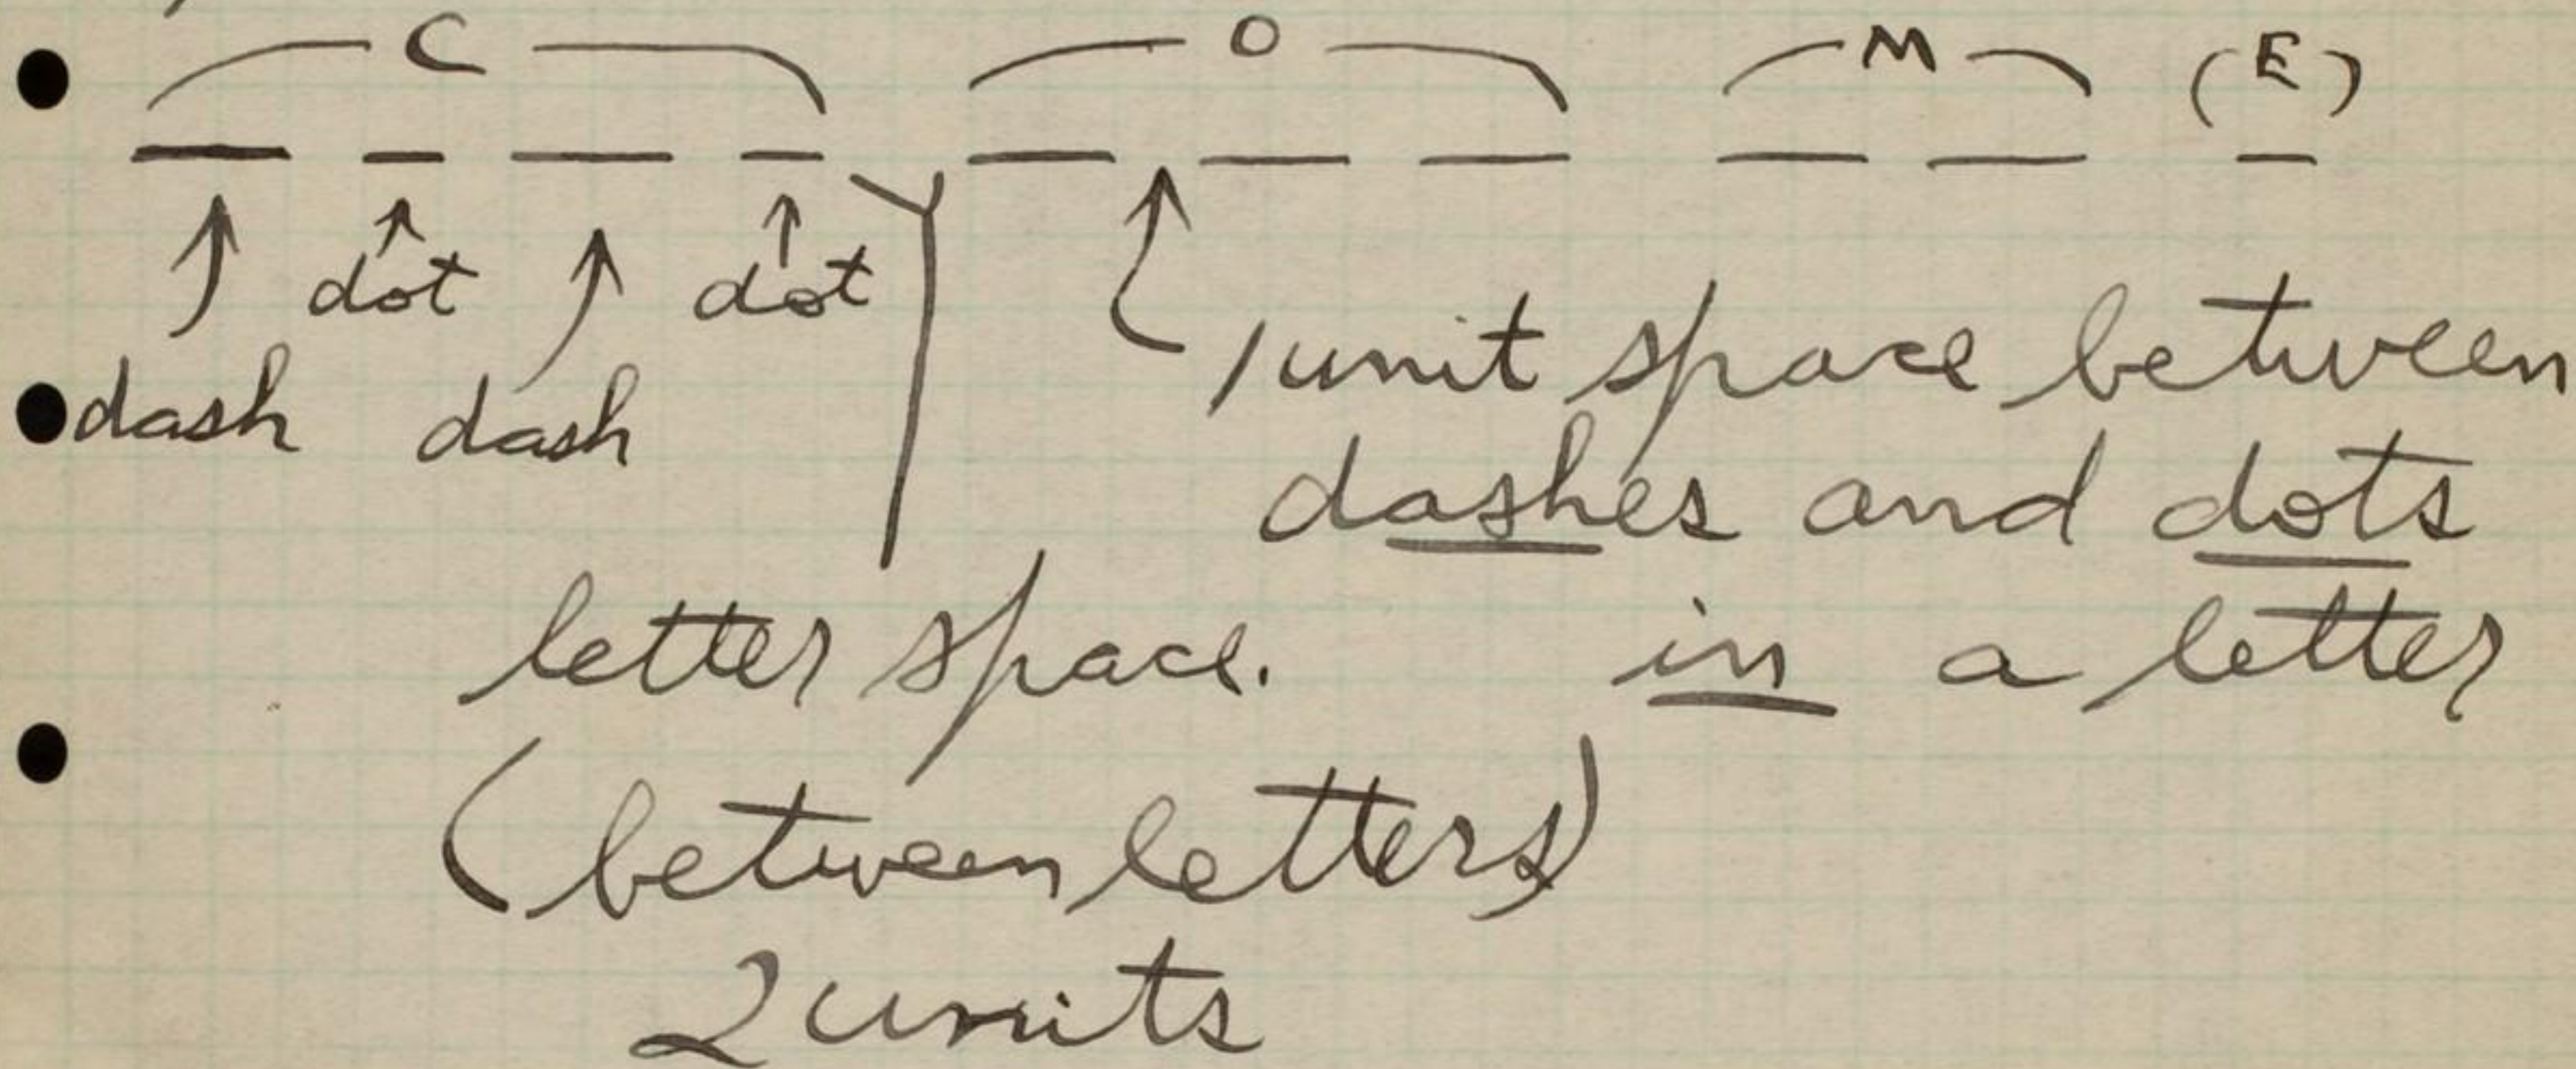 C O M (E)
dot dot
dash dash
1 unit space between
dashes and dots
letter space. in a letter
(between letters)
2 units